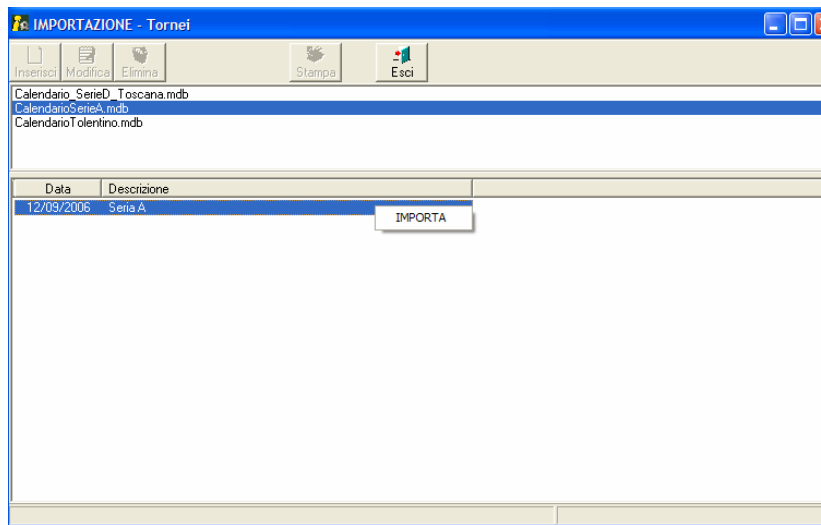 IMPORTAZIONE - Tornei
Inserisci Modifica Elimina Stampa Esci
Calendario_SerieD_Toscana.mdb
CalendarioSerieA.mdb
CalendarioTolentino.mdb
Data Descrizione
12/09/2006 Seria A
IMPORTA